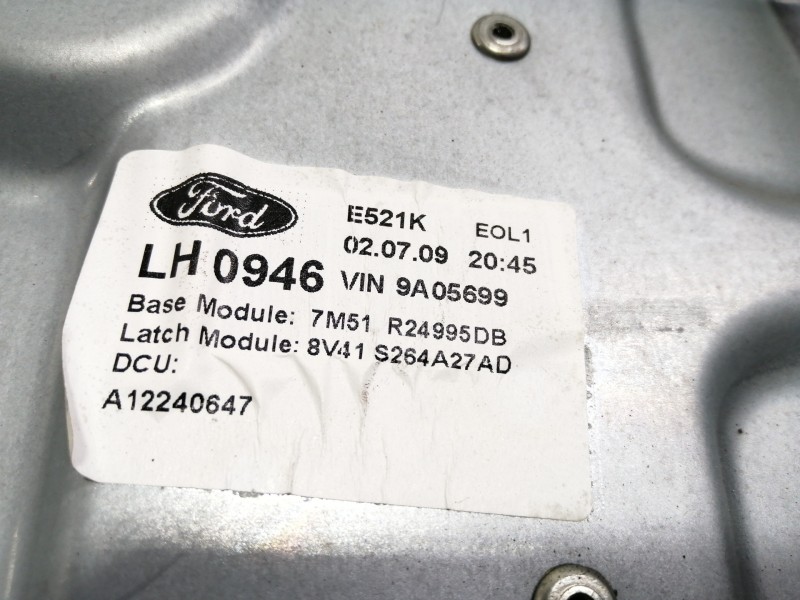 Ford
E521K EOL1
02.07.09 20:45
LH 0946 VIN 9A05699
Base Module: 7M51 R24995DB
Latch Module: 8V41 S264A27AD
DCU:
A12240647